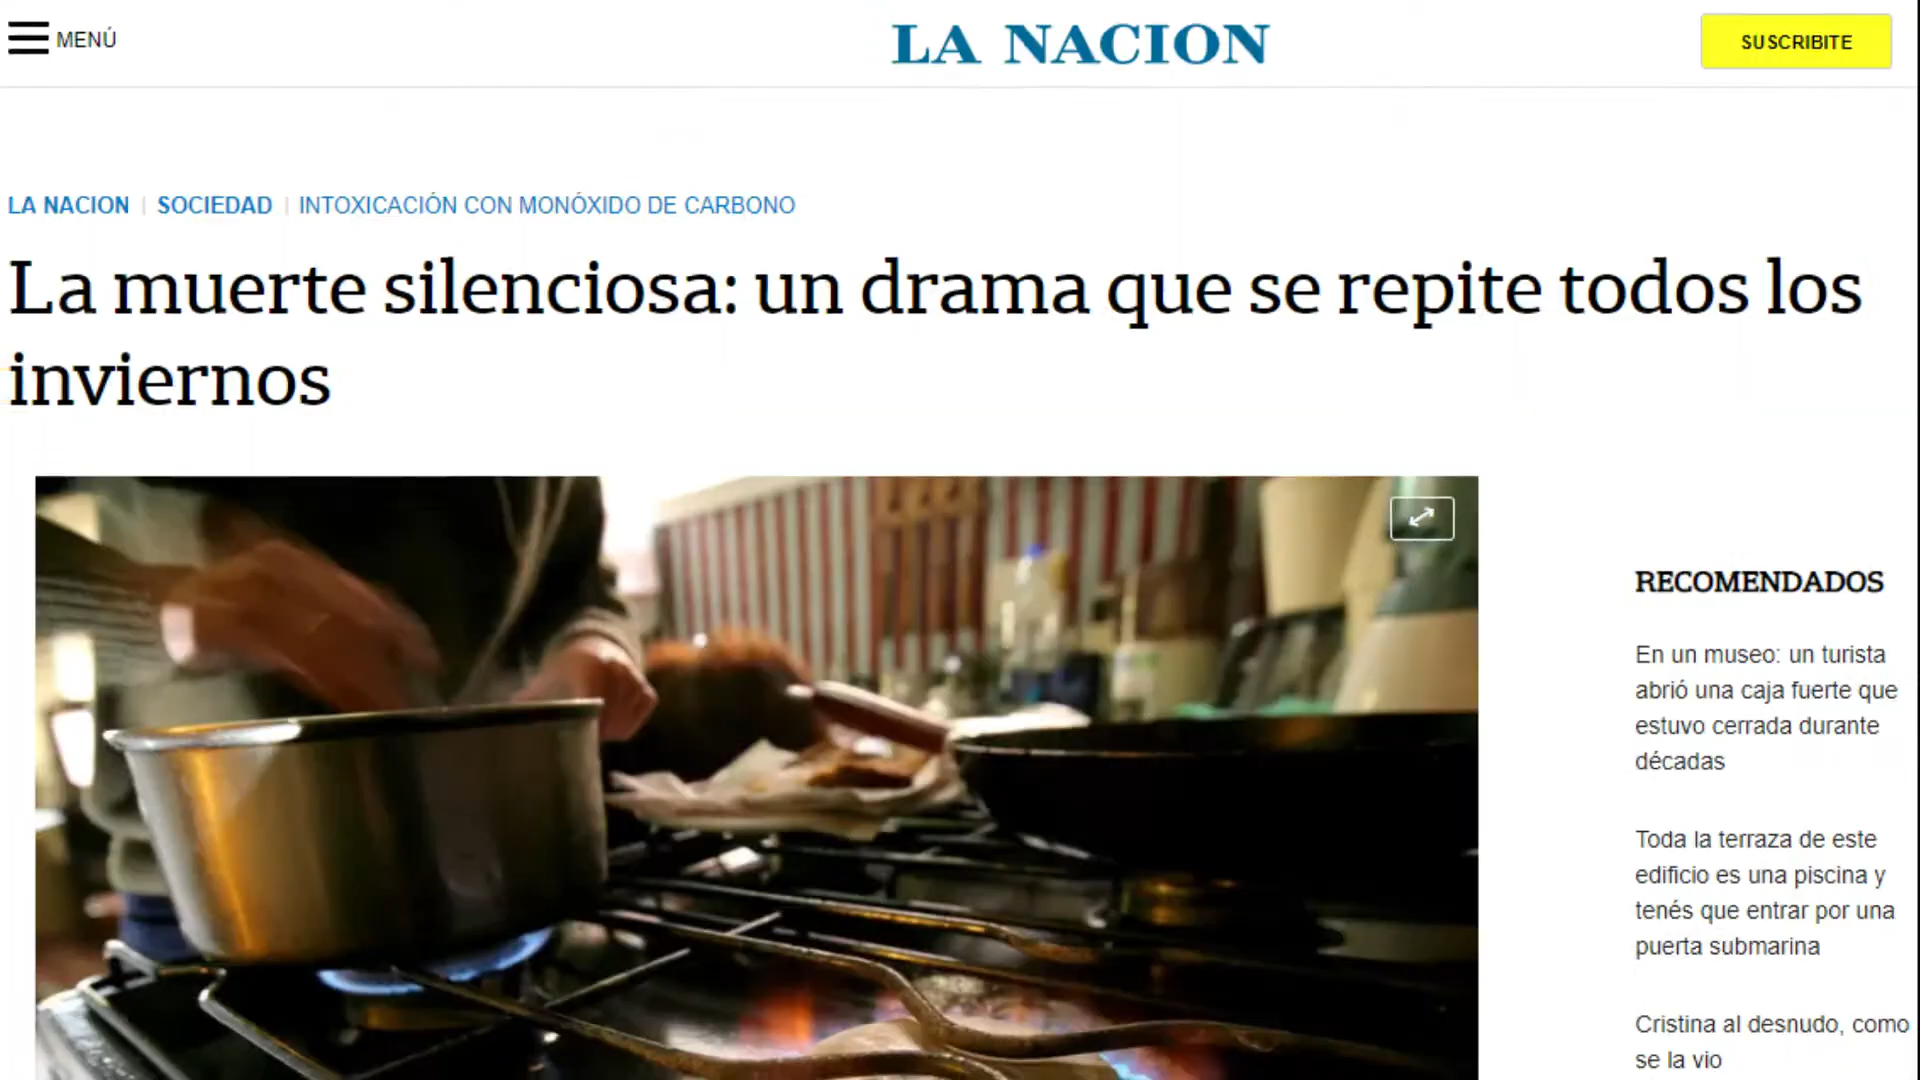 MENÚ
LA NACION
SUSCRIBITE
LA NACION | SOCIEDAD | INTOXICACIÓN CON MONÓXIDO DE CARBONO
La muerte silenciosa: un drama que se repite todos los
inviernos
RECOMENDADOS
En un museo: un turista
abrió una caja fuerte que
estuvo cerrada durante
décadas
Toda la terraza de este
edificio es una piscina y
tenés que entrar por una
puerta submarina
Cristina al desnudo, como
se la vio